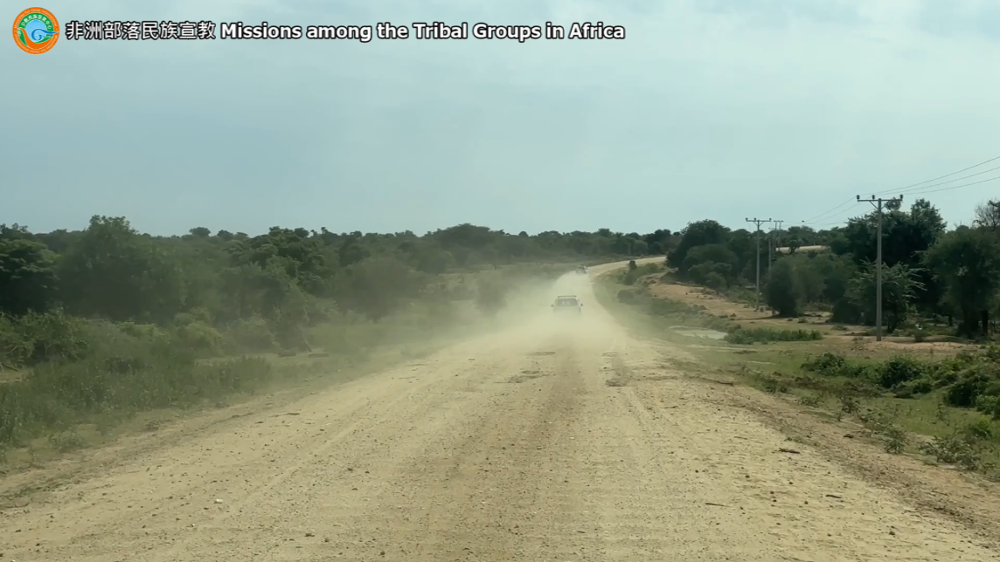 非洲部落民族宣教 Missions among the Tribal Groups in Africa